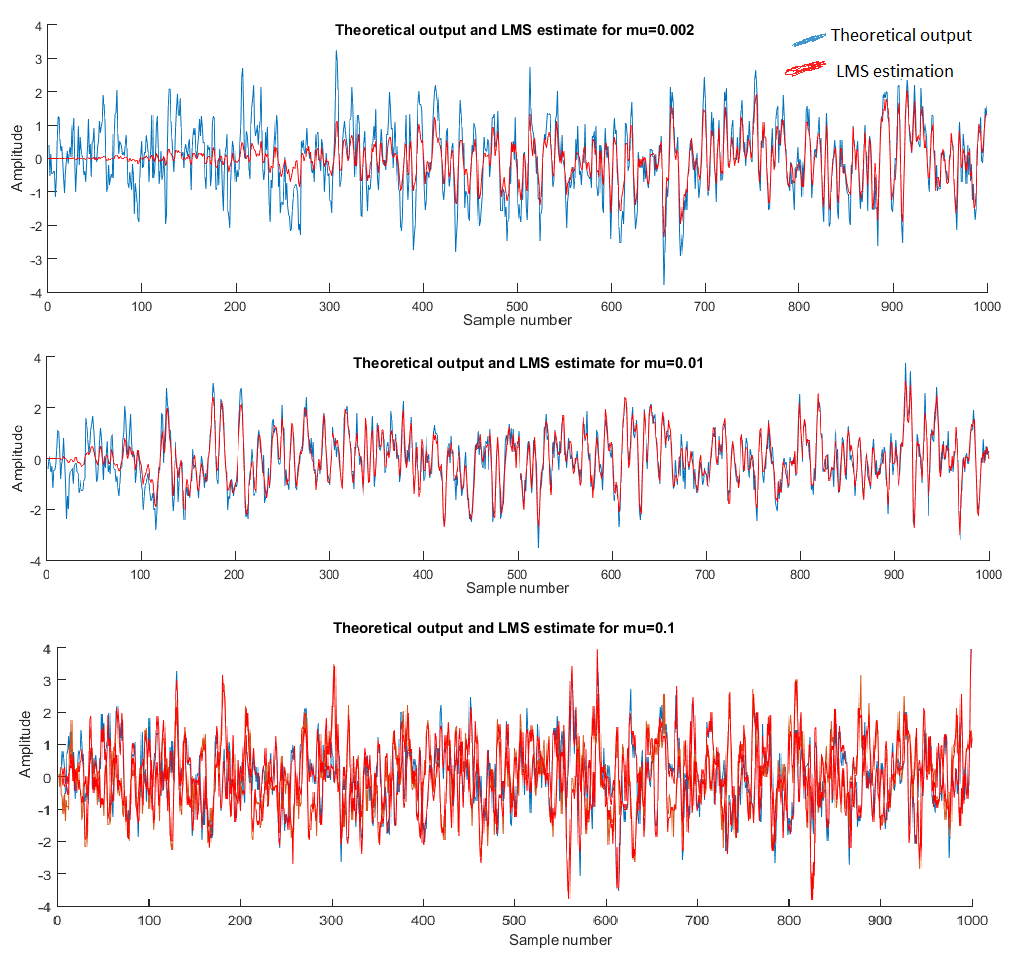 Theoretical output and LMS estimate for mu=0.002
Theoretical output
LMS estimation
4
3
2
1
0
-1
-2
-3
-4
Amplitude
0 100 200 300 400 500 600 700 800 900 1000
Sample number
Theoretical output and LMS estimate for mu=0.01
4
2
0
-2
-4
Amplitude
0 100 200 300 400 500 600 700 800 900 1000
Sample number
Theoretical output and LMS estimate for mu=0.1
4
3
2
1
0
-1
-2
-3
-4
Amplitude
0 100 200 300 400 500 600 700 800 900 1000
Sample number